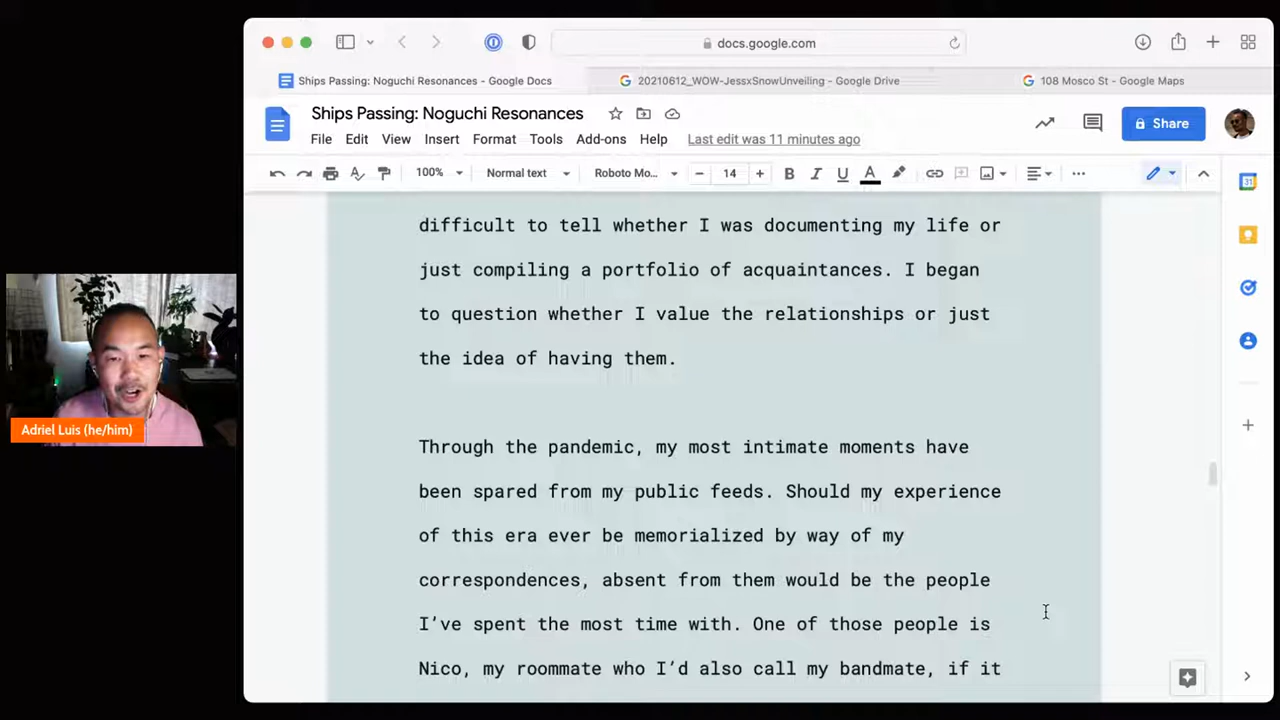 docs.google.com
Ships Passing: Noguchi Resonances - Google Docs
20210612_WOW-JessxSnowUnveiling - Google Drive
108 Mosco St - Google Maps
Ships Passing: Noguchi Resonances
Share
File Edit View Insert Format Tools Add-ons Help Last edit was 11 minutes ago
100% Normal text Roboto Mo... − 14 + B I U A
31
difficult to tell whether I was documenting my life or
just compiling a portfolio of acquaintances. I began
to question whether I value the relationships or just
the idea of having them.
Through the pandemic, my most intimate moments have
been spared from my public feeds. Should my experience
of this era ever be memorialized by way of my
correspondences, absent from them would be the people
I’ve spent the most time with. One of those people is
Nico, my roommate who I’d also call my bandmate, if it
Adriel Luis (he/him)